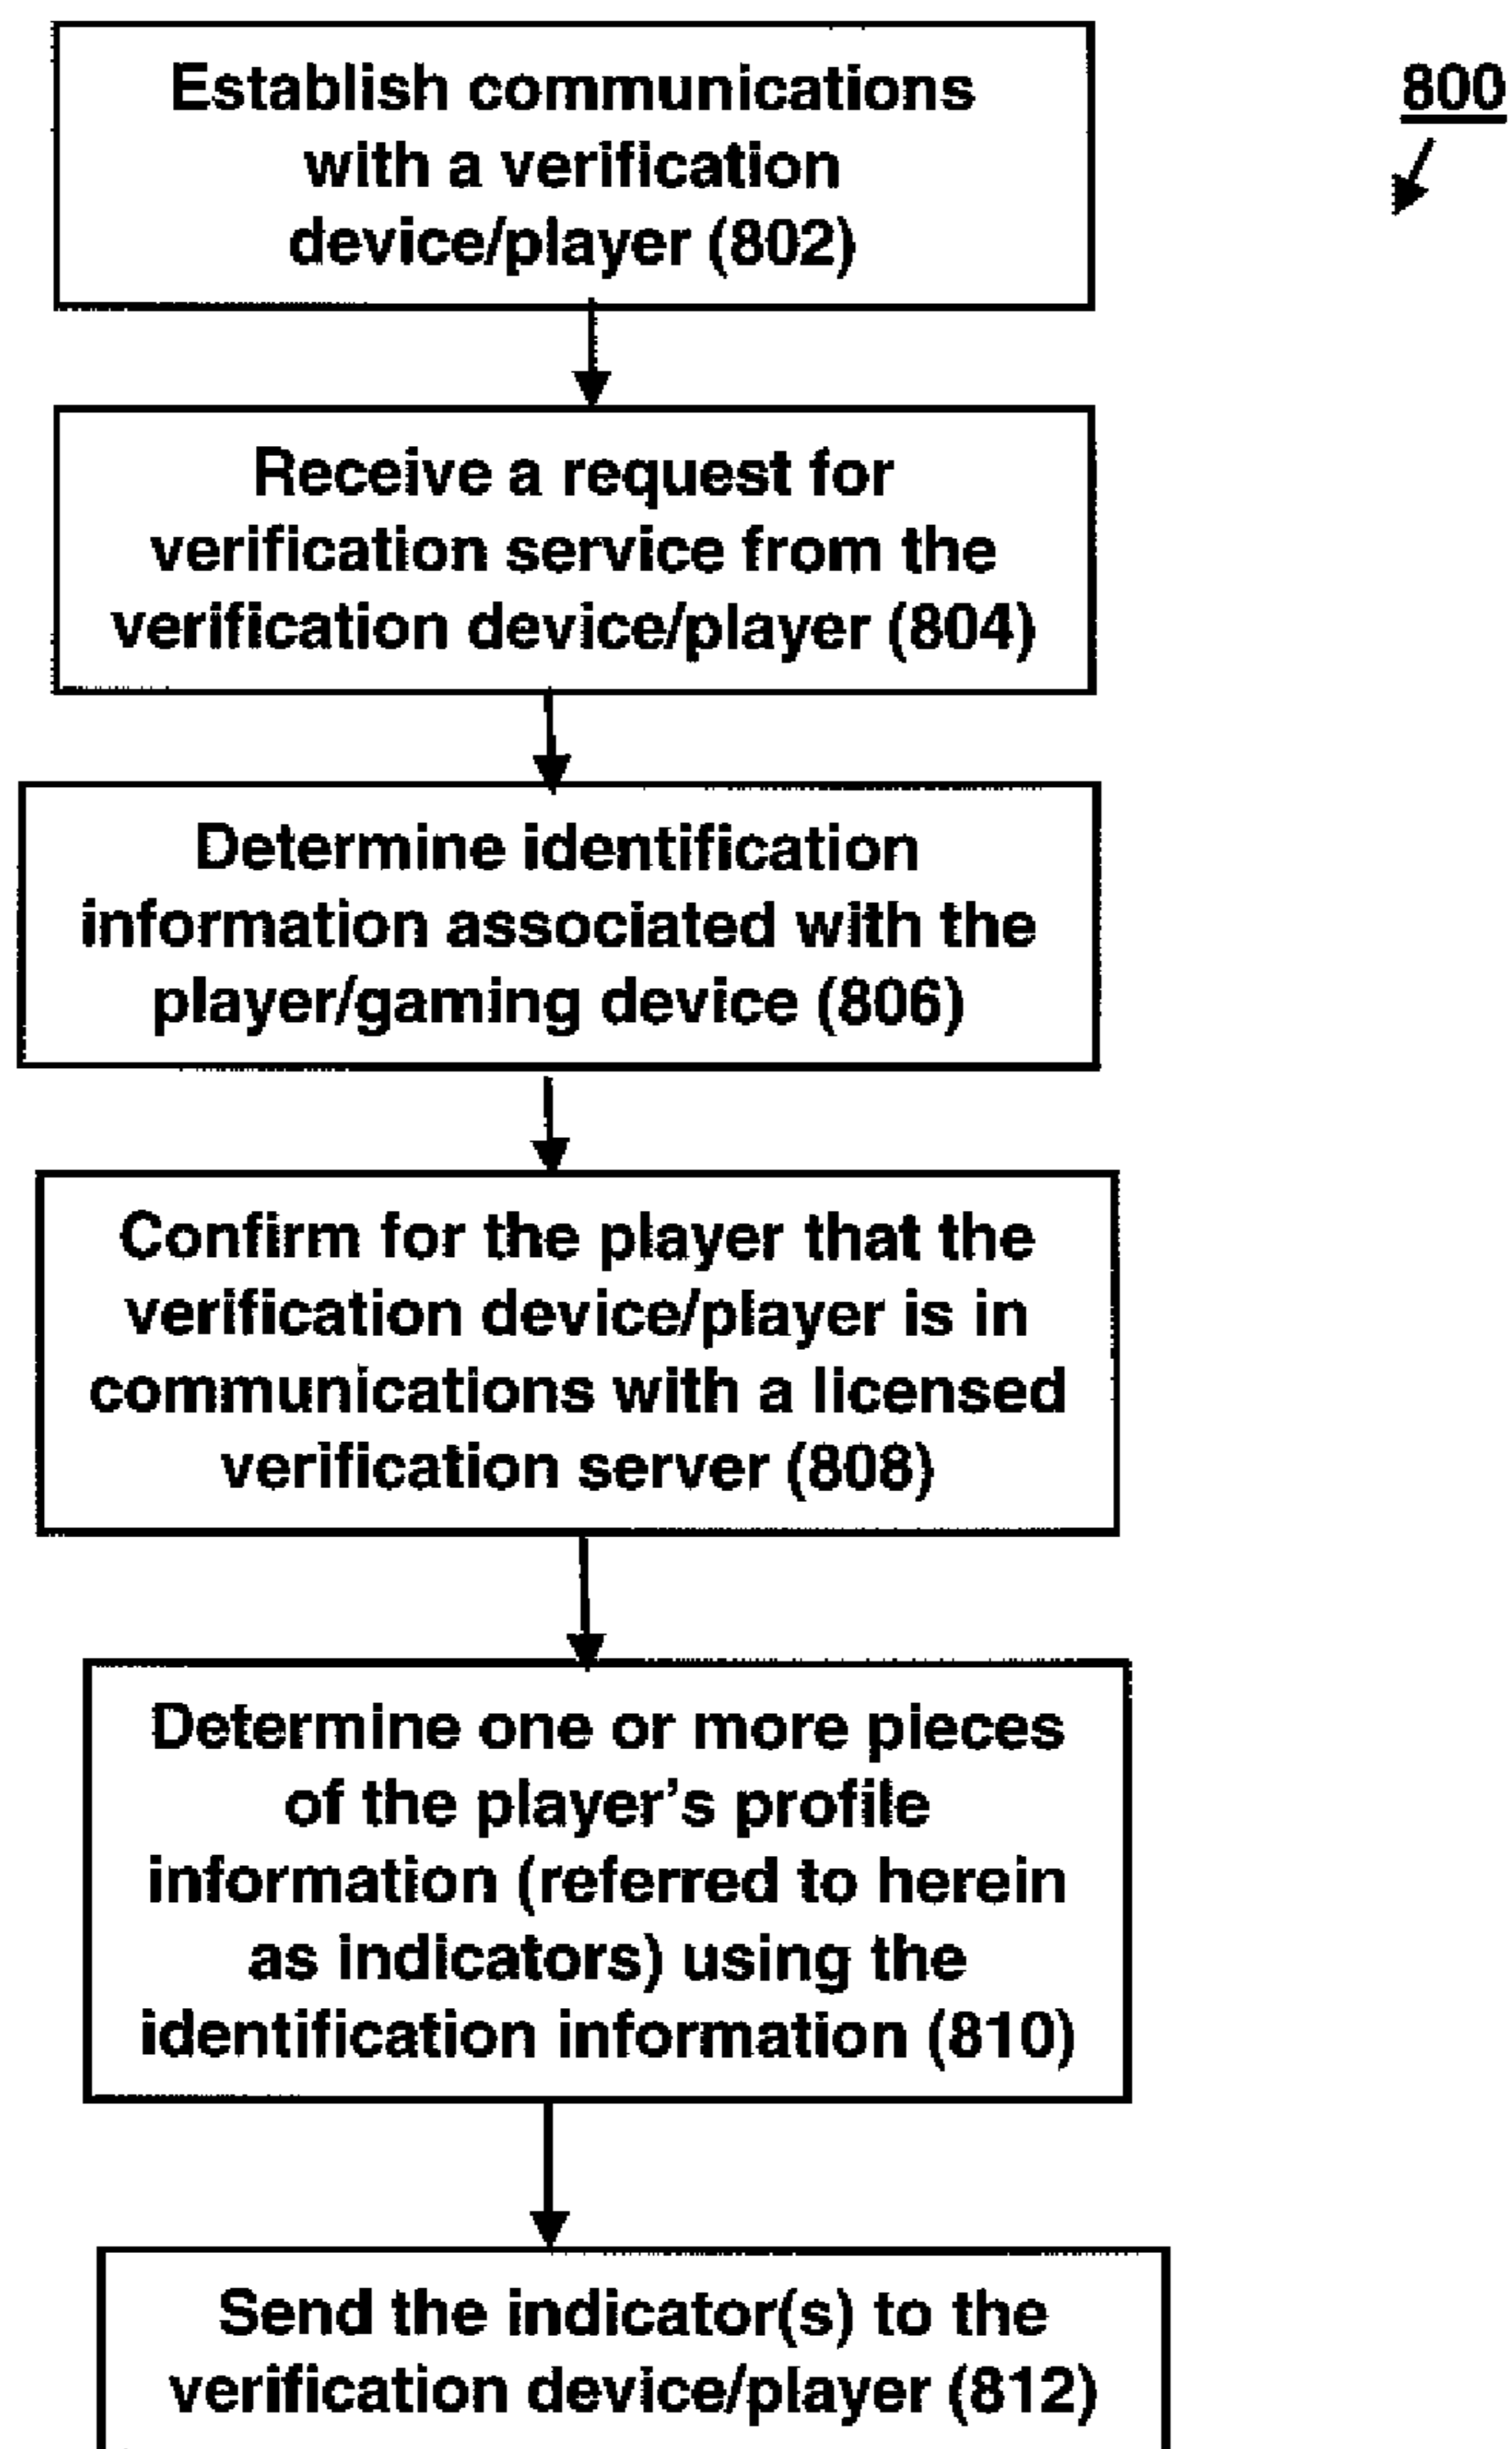 Establish communications
with a verification
device/player (802)
800
Receive a request for
verification service from the
verification device/player (804)
Determine identification
information associated with the
player/gaming device (806)
Confirm for the player that the
verification device/player is in
communications with a licensed
verification server (808)
Determine one or more pieces
of the player's profile
information (referred to herein
as indicators) using the
identification information (810)
Send the indicator(s) to the
verification device/player (812)